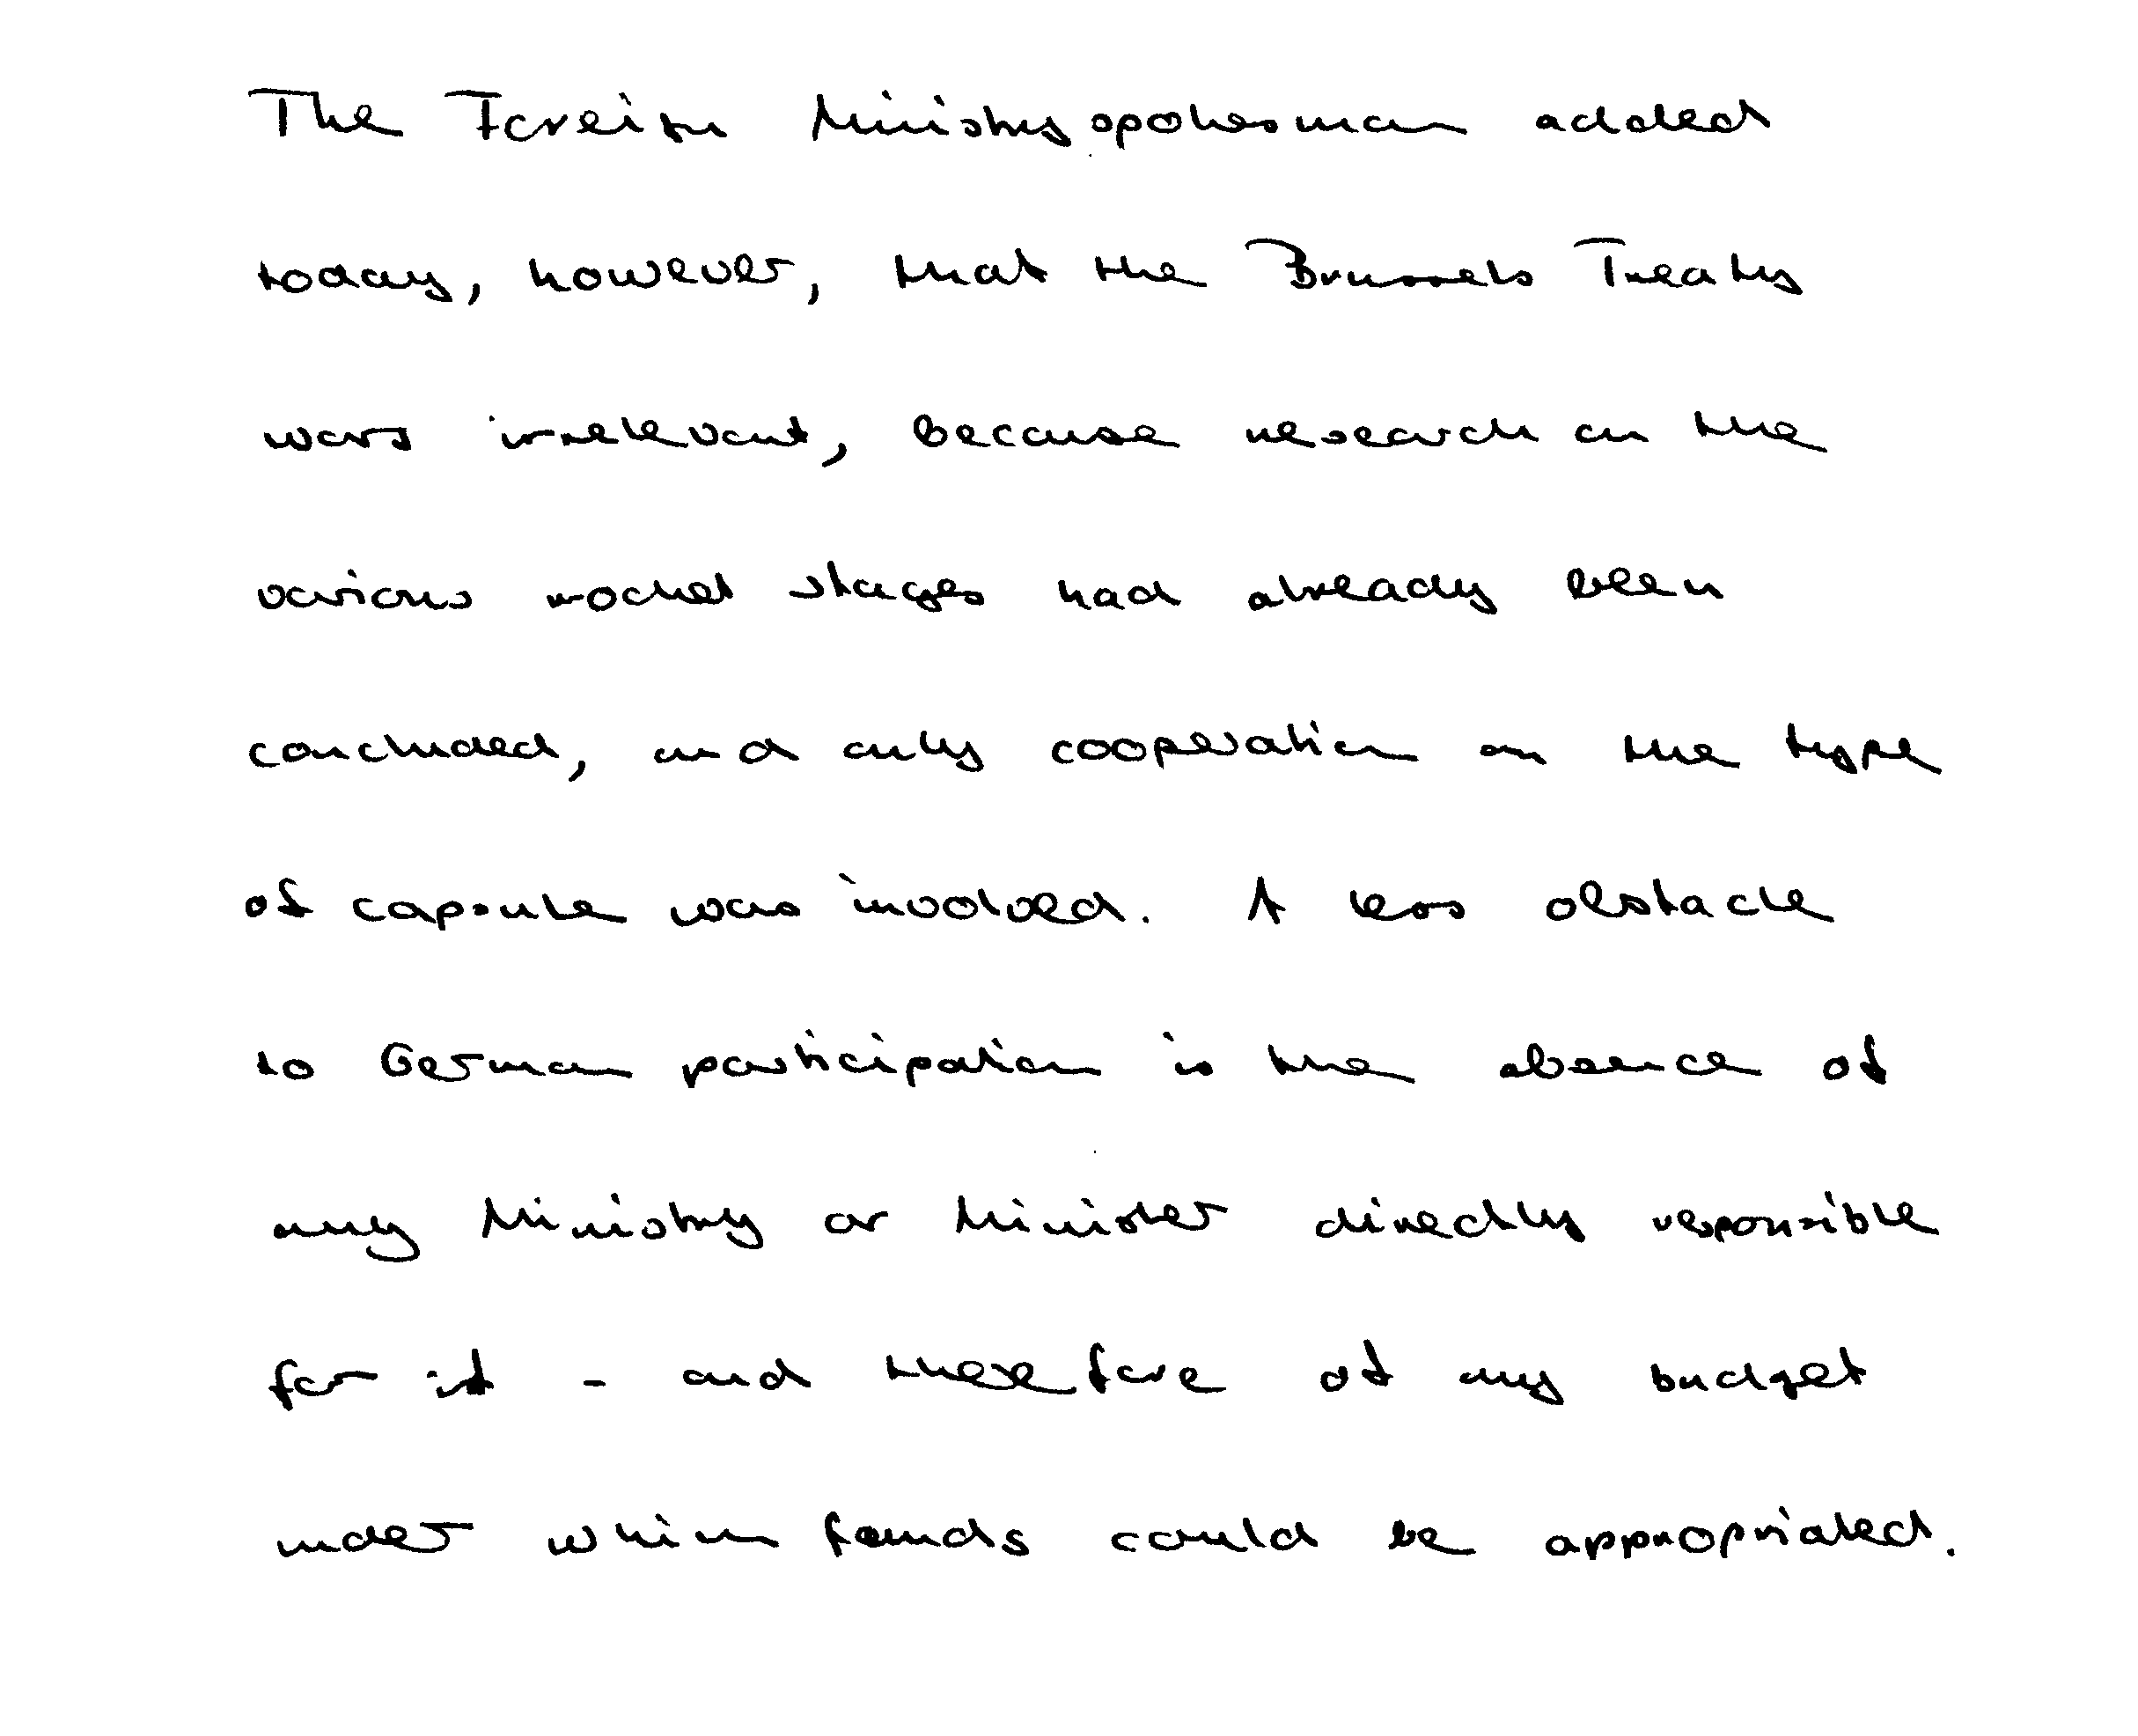 The Foreign Ministry spokesman added
today, however, that the Brussels Treaty
was irrelevant, because research on the
various rocket stages had already been
concluded, and only cooperation on the type
of capsule was involved. A less obstacle
to German participation is the absence of
any Ministry or Minister directly responsible
for it - and therefore of any budget
under which funds could be appropriated.